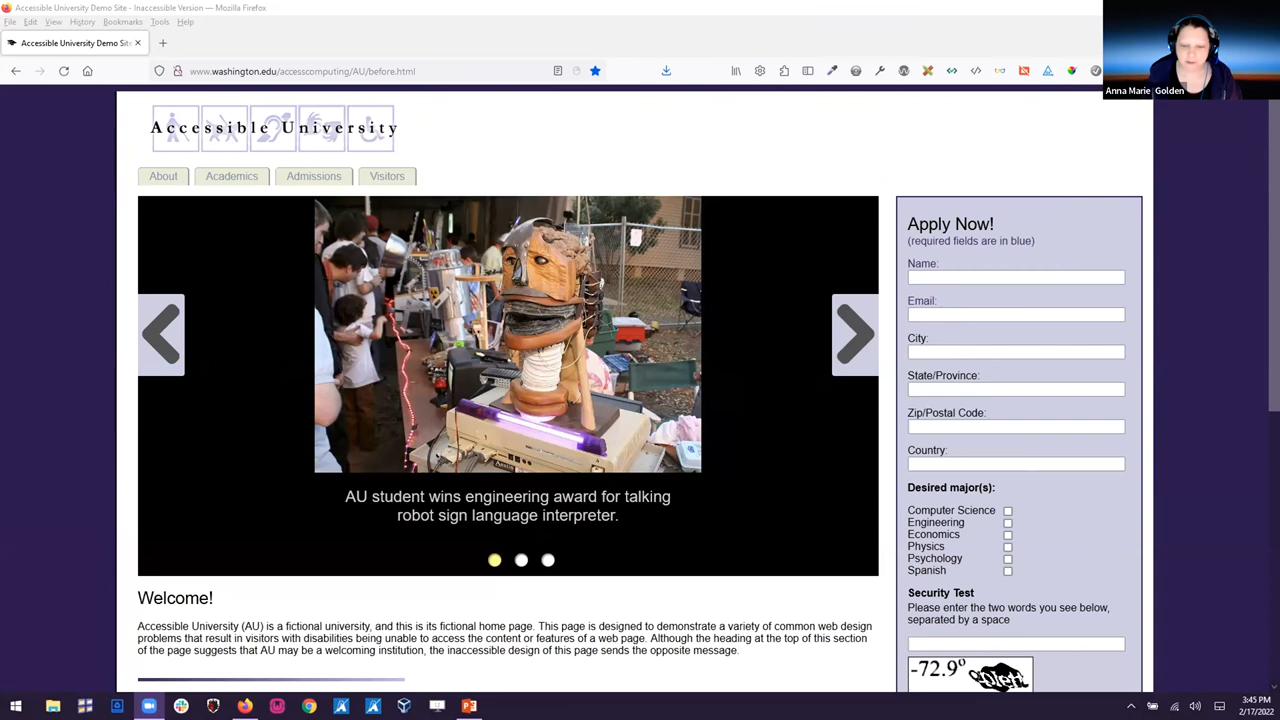 Accessible University Demo Site - Inaccessible Version — Mozilla Firefox
File Edit View History Bookmarks Tools Help
Accessible University Demo Sit
www.washington.edu/accesscomputing/AU/before.html
Anna Marie Golden
Accessible University
About Academics Admissions Visitors
AU student wins engineering award for talking
robot sign language interpreter.
Welcome!
Accessible University (AU) is a fictional university, and this is its fictional home page. This page is designed to demonstrate a variety of common web design
problems that result in visitors with disabilities being unable to access the content or features of a web page. Although the heading at the top of this section
of the page suggests that AU may be a welcoming institution, the inaccessible design of this page sends the opposite message.
Apply Now!
(required fields are in blue)
Name:
Email:
City:
State/Province:
Zip/Postal Code:
Country:
Desired major(s):
Computer Science
Engineering
Economics
Physics
Psychology
Spanish
Security Test
Please enter the two words you see below,
separated by a space
-72.9º
3:45 PM
2/17/2022